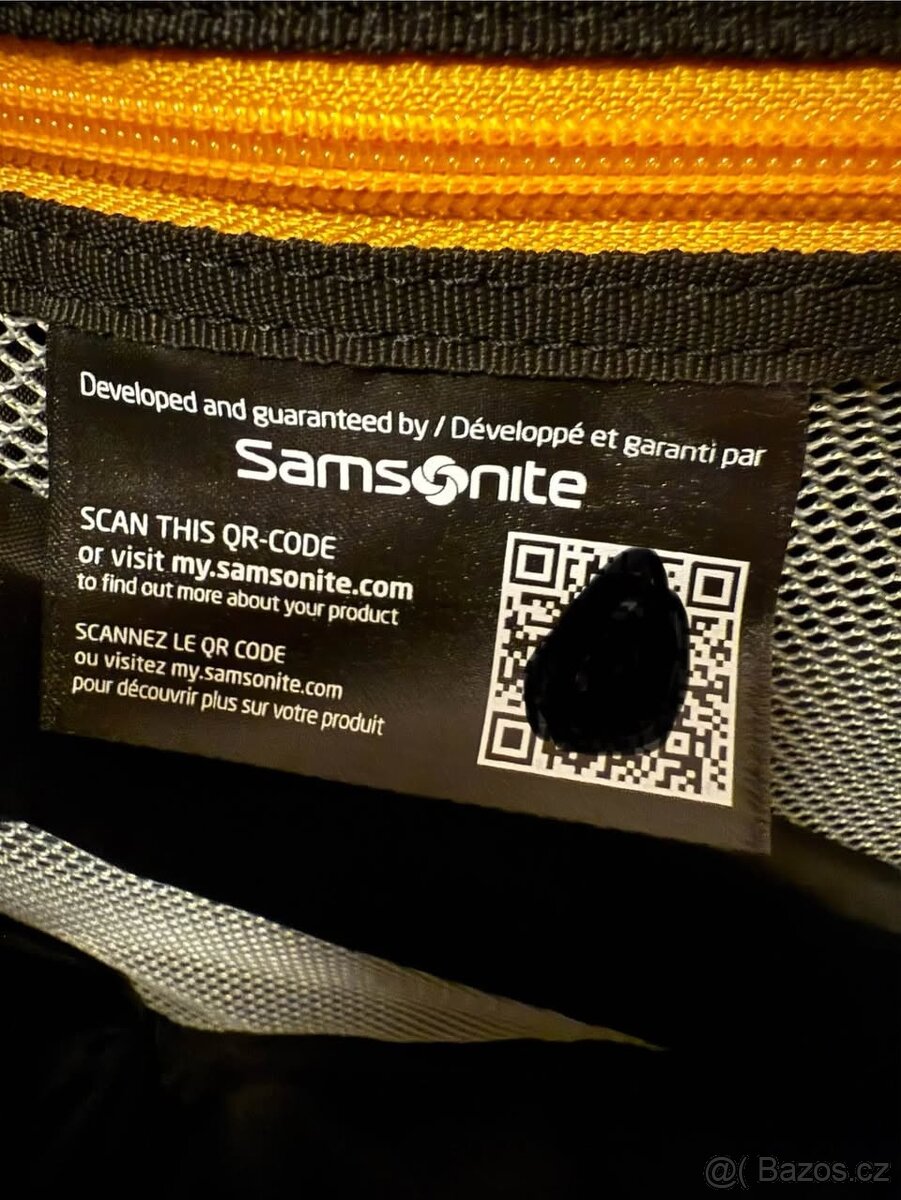 Developed and guaranteed by / Développé et garanti par
Samsonite
SCAN THIS QR-CODE
or visit my.samsonite.com
to find out more about your product
SCANNEZ LE QR CODE
ou visitez my.samsonite.com
pour découvrir plus sur votre produit
@( Bazos.cz